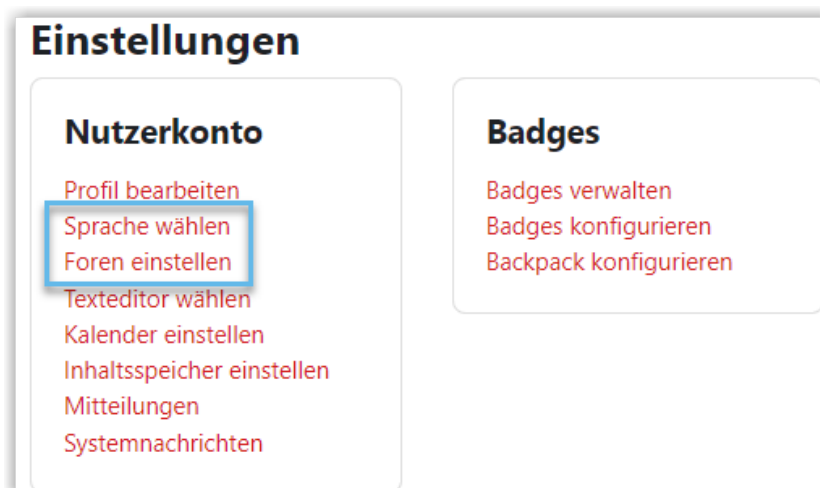 Einstellungen
Nutzerkonto
Profil bearbeiten
Sprache wählen
Foren einstellen
Texteditor wählen
Kalender einstellen
Inhaltsspeicher einstellen
Mitteilungen
Systemnachrichten
Badges
Badges verwalten
Badges konfigurieren
Backpack konfigurieren